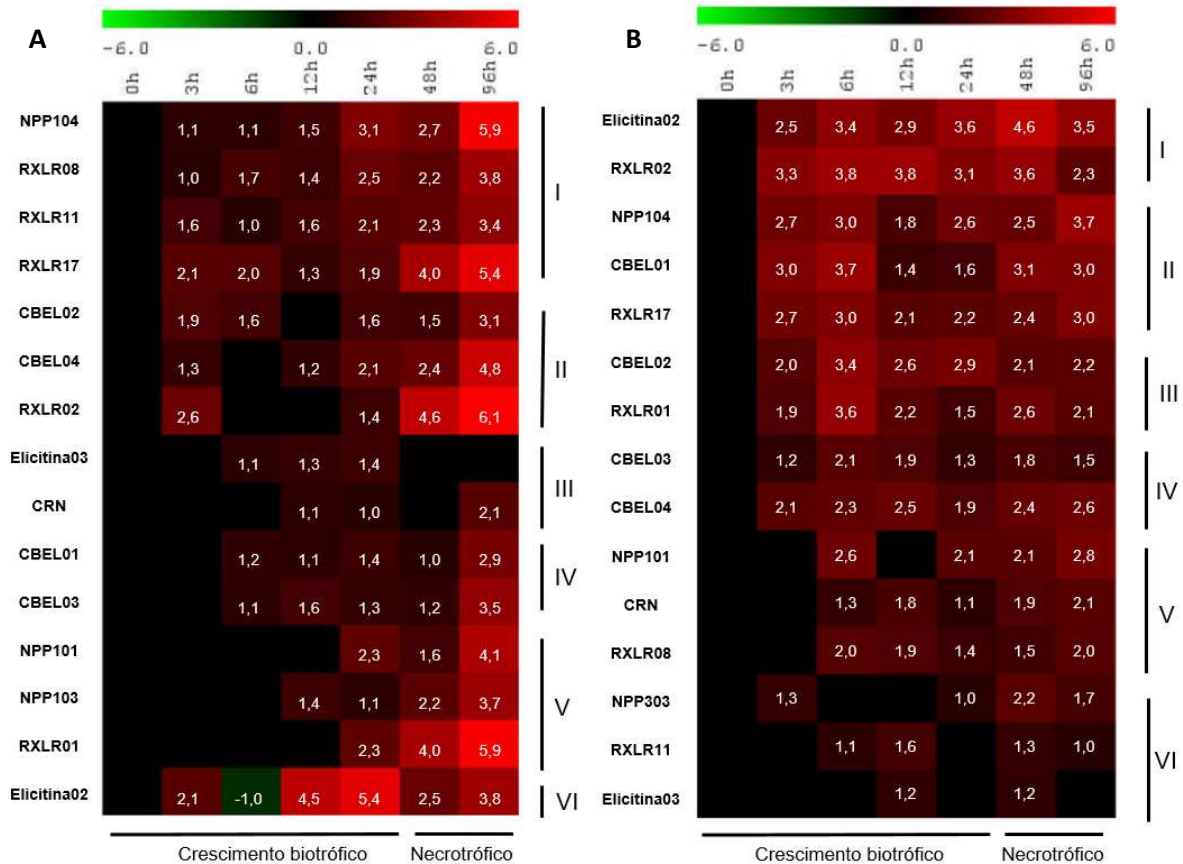 A
-6.0 0.0 6.0
0h 3h 6h 12h 24h 48h 96h
NPP104 1,1 1,1 1,5 3,1 2,7 5,9
RXLR08 1,0 1,7 1,4 2,5 2,2 3,8
I
RXLR11 1,6 1,0 1,6 2,1 2,3 3,4
RXLR17 2,1 2,0 1,3 1,9 4,0 5,4
CBEL02 1,9 1,6 1,6 1,5 3,1
CBEL04 1,3 1,2 2,1 2,4 4,8
II
RXLR02 2,6 1,4 4,6 6,1
Elicitina03 1,1 1,3 1,4
III
CRN 1,1 1,0 2,1
CBEL01 1,2 1,1 1,4 1,0 2,9
IV
CBEL03 1,1 1,6 1,3 1,2 3,5
NPP101 2,3 1,6 4,1
NPP103 1,4 1,1 2,2 3,7
V
RXLR01 2,3 4,0 5,9
Elicitina02 2,1 -1,0 4,5 5,4 2,5 3,8
VI
Crescimento biotrófico Necrotrófico
B
-6.0 0.0 6.0
0h 3h 6h 12h 24h 48h 96h
Elicitina02 2,5 3,4 2,9 3,6 4,6 3,5
I
RXLR02 3,3 3,8 3,8 3,1 3,6 2,3
NPP104 2,7 3,0 1,8 2,6 2,5 3,7
CBEL01 3,0 3,7 1,4 1,6 3,1 3,0
II
RXLR17 2,7 3,0 2,1 2,2 2,4 3,0
CBEL02 2,0 3,4 2,6 2,9 2,1 2,2
III
RXLR01 1,9 3,6 2,2 1,5 2,6 2,1
CBEL03 1,2 2,1 1,9 1,3 1,8 1,5
IV
CBEL04 2,1 2,3 2,5 1,9 2,4 2,6
NPP101 2,6 2,1 2,1 2,8
CRN 1,3 1,8 1,1 1,9 2,1
V
RXLR08 2,0 1,9 1,4 1,5 2,0
NPP303 1,3 1,0 2,2 1,7
RXLR11 1,1 1,6 1,3 1,0
VI
Elicitina03 1,2 1,2
Crescimento biotrófico Necrotrófico